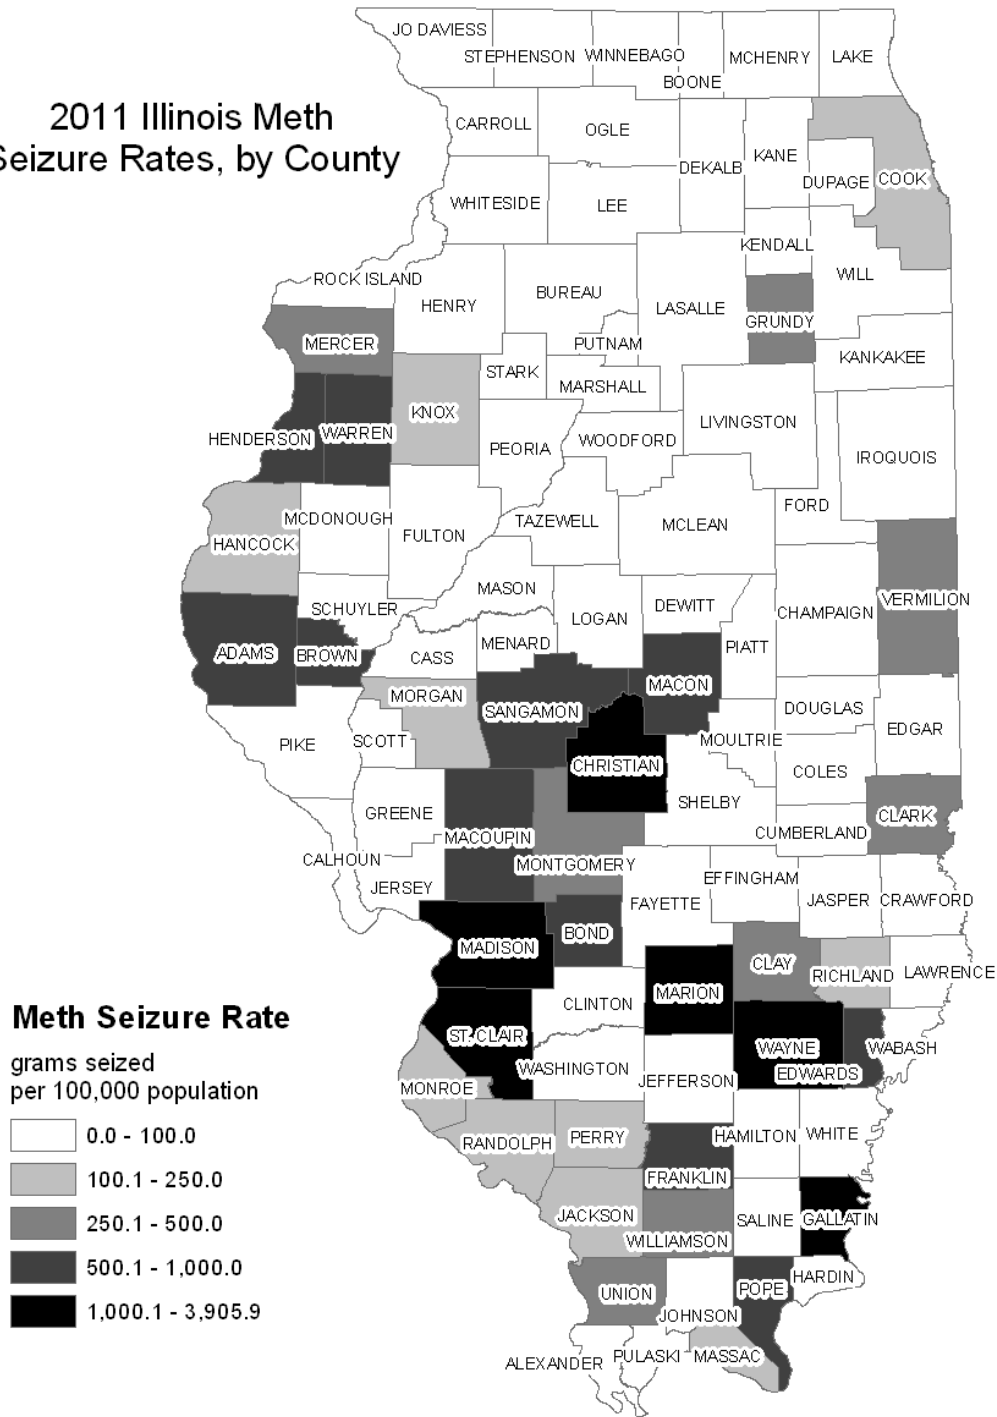 JO DAVIESS
STEPHENSON
WINNEBAGO
BOONE
MCHENRY
LAKE
2011 Illinois Meth
Seizure Rates, by County
CARROLL
OGLE
DEKALB
KANE
DUPAGE
COOK
WHITESIDE
LEE
KENDALL
WILL
ROCK ISLAND
HENRY
BUREAU
LASALLE
GRUNDY
MERCER
PUTNAM
KANKAKEE
STARK
MARSHALL
KNOX
HENDERSON
WARREN
PEORIA
WOODFORD
LIVINGSTON
IROQUOIS
FORD
MCDONOUGH
HANCOCK
FULTON
TAZEWELL
MCLEAN
MASON
SCHUYLER
LOGAN
DEWITT
CHAMPAIGN
VERMILION
ADAMS
BROWN
CASS
MENARD
PIATT
MORGAN
SANGAMON
MACON
DOUGLAS
EDGAR
PIKE
SCOTT
CHRISTIAN
MOULTRIE
COLES
GREENE
SHELBY
CLARK
MACOUPIN
CUMBERLAND
CALHOUN
JERSEY
MONTGOMERY
EFFINGHAM
FAYETTE
JASPER
CRAWFORD
MADISON
BOND
CLAY
RICHLAND
LAWRENCE
MARION
CLINTON
ST. CLAIR
WAYNE
WABASH
WASHINGTON
JEFFERSON
EDWARDS
MONROE
RANDOLPH
PERRY
HAMILTON
WHITE
FRANKLIN
JACKSON
WILLIAMSON
SALINE
GALLATIN
UNION
JOHNSON
POPE
HARDIN
ALEXANDER
PULASKI
MASSAC
Meth Seizure Rate
grams seized
per 100,000 population
0.0 - 100.0
100.1 - 250.0
250.1 - 500.0
500.1 - 1,000.0
1,000.1 - 3,905.9